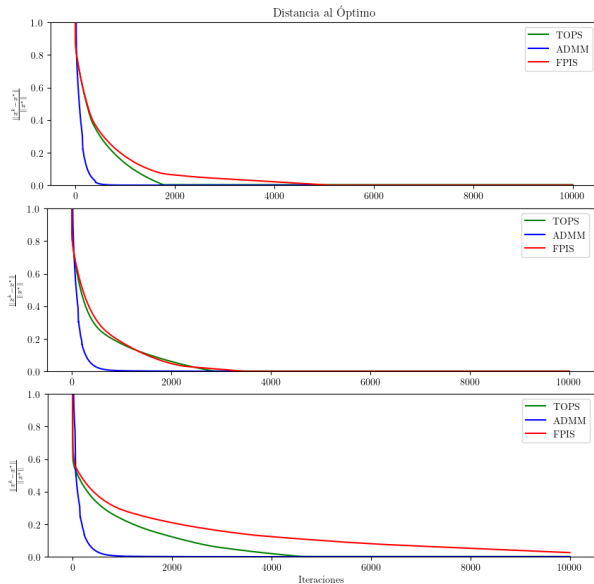 Distancia al Óptimo
1.0
0.8
0.6
0.4
0.2
0.0
||x^k − x*|| / ||x*||
TOPS
ADMM
FPIS
0 2000 4000 6000 8000 10000
1.0
0.8
0.6
0.4
0.2
0.0
||x^k − x*|| / ||x*||
TOPS
ADMM
FPIS
0 2000 4000 6000 8000 10000
1.0
0.8
0.6
0.4
0.2
0.0
||x^k − x*|| / ||x*||
TOPS
ADMM
FPIS
0 2000 4000 6000 8000 10000
Iteraciones